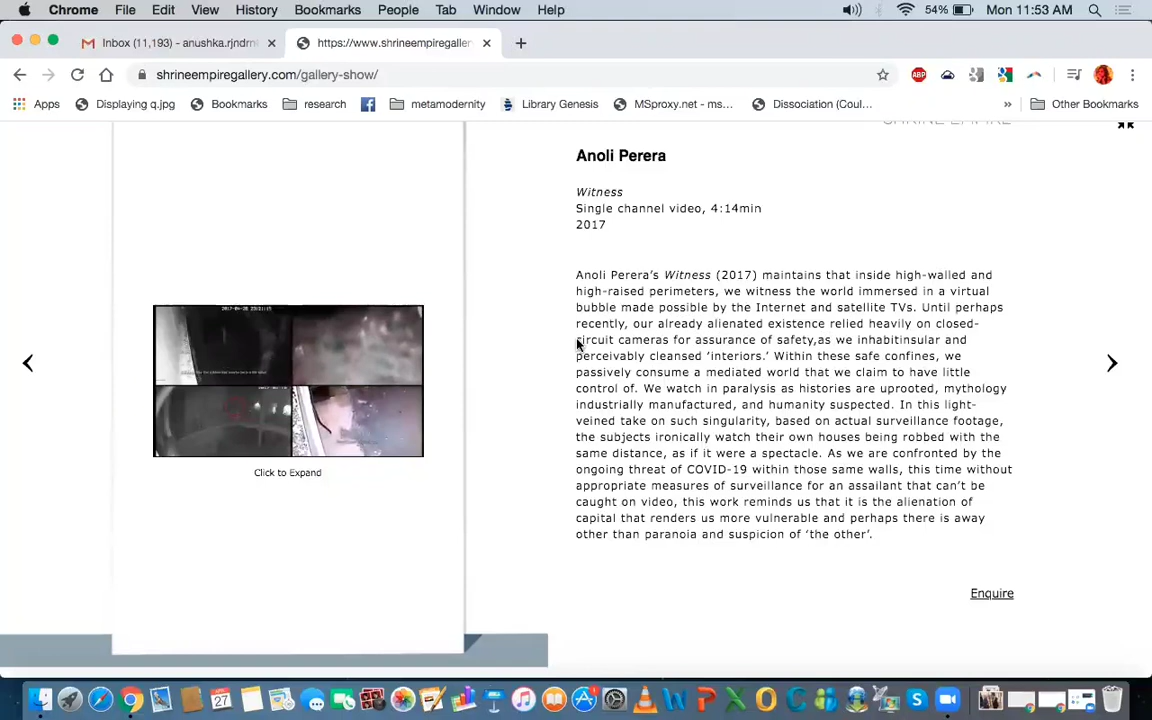 Chrome File Edit View History Bookmarks People Tab Window Help 54% Mon 11:53 AM
Inbox (11,193) - anushka.rjndrn https://www.shrineempiregaller
shrineempiregallery.com/gallery-show/ ABP
Apps Displaying q.jpg Bookmarks research metamodernity Library Genesis MSproxy.net - ms... Dissociation (Coul... » Other Bookmarks
SHRINE EMPIRE
Anoli Perera
Witness
Single channel video, 4:14min
2017
Anoli Perera's Witness (2017) maintains that inside high-walled and
high-raised perimeters, we witness the world immersed in a virtual
bubble made possible by the Internet and satellite TVs. Until perhaps
recently, our already alienated existence relied heavily on closed-
circuit cameras for assurance of safety,as we inhabitinsular and
perceivably cleansed 'interiors.' Within these safe confines, we
passively consume a mediated world that we claim to have little
control of. We watch in paralysis as histories are uprooted, mythology
industrially manufactured, and humanity suspected. In this light-
veined take on such singularity, based on actual surveillance footage,
the subjects ironically watch their own houses being robbed with the
same distance, as if it were a spectacle. As we are confronted by the
ongoing threat of COVID-19 within those same walls, this time without
appropriate measures of surveillance for an assailant that can't be
caught on video, this work reminds us that it is the alienation of
capital that renders us more vulnerable and perhaps there is away
other than paranoia and suspicion of 'the other'.
Click to Expand
Enquire